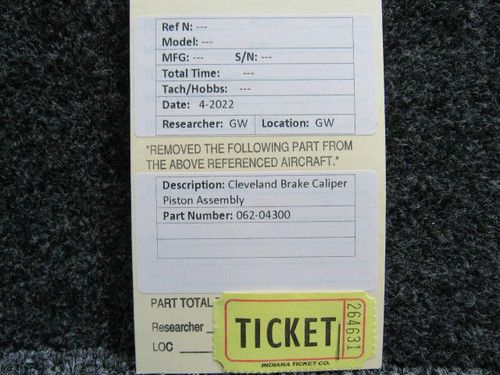 Ref N: ---
Model: ---
MFG: --- S/N: ---
Total Time: ---
Tach/Hobbs: ---
Date: 4-2022
Researcher: GW Location: GW
"REMOVED THE FOLLOWING PART FROM
THE ABOVE REFERENCED AIRCRAFT."
Description: Cleveland Brake Caliper
Piston Assembly
Part Number: 062-04300
PART TOTAL
Researcher
LOC
TICKET
264631
INDIANA TICKET CO.